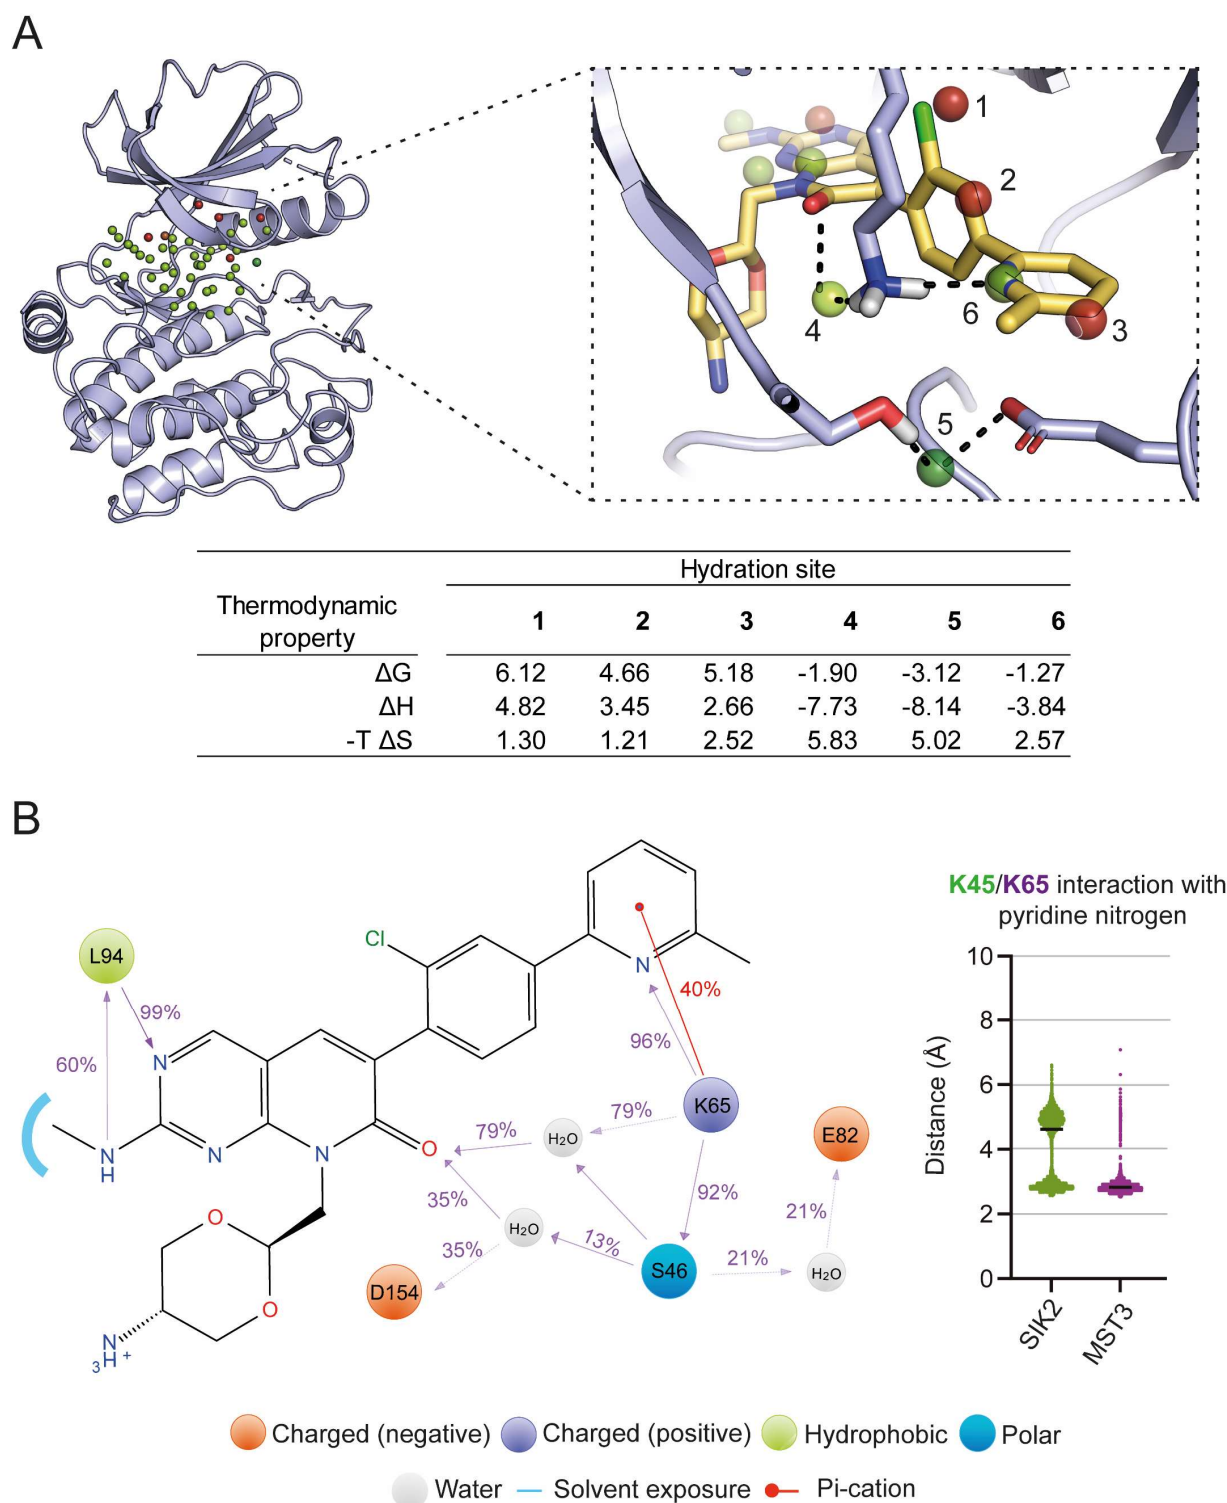 A
1
2
4
6
3
5
Hydration site
Thermodynamic
property
1 2 3 4 5 6
ΔG 6.12 4.66 5.18 -1.90 -3.12 -1.27
ΔH 4.82 3.45 2.66 -7.73 -8.14 -3.84
-T ΔS 1.30 1.21 2.52 5.83 5.02 2.57
B
K45/K65 interaction with
pyridine nitrogen
Cl
L94
N
99%
40%
96%
60%
N
K65
79%
E82
79%
H₂O
O
N
H
N
N
35%
92%
21%
H₂O
13%
35%
S46
21%
H₂O
O
D154
O
N
3H +
10
8
6
4
2
0
Distance (Å)
SIK2
MST3
Charged (negative) Charged (positive) Hydrophobic Polar
Water Solvent exposure Pi-cation